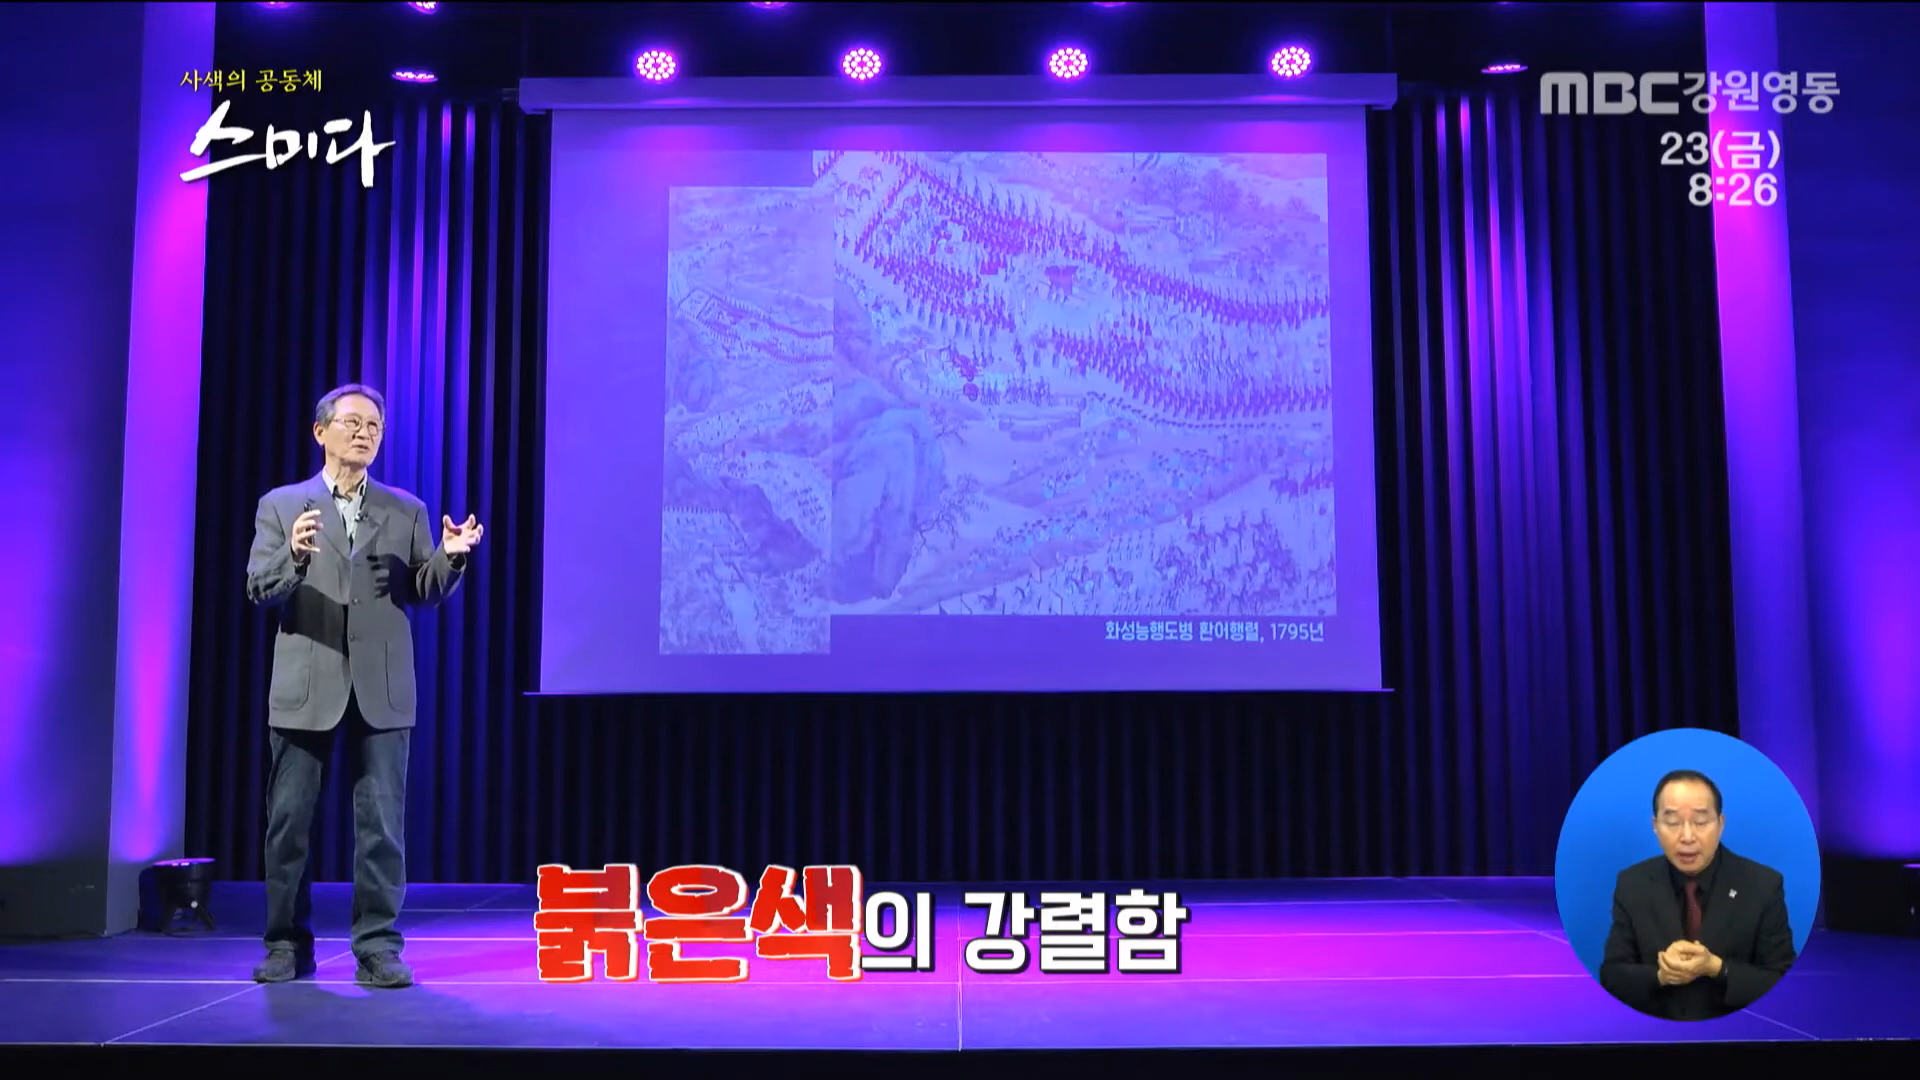 사색의 공동체
스미다
MBC강원영동
23(금)
8:26
화성능행도병 환어행렬, 1795년
붉은색의 강렬함